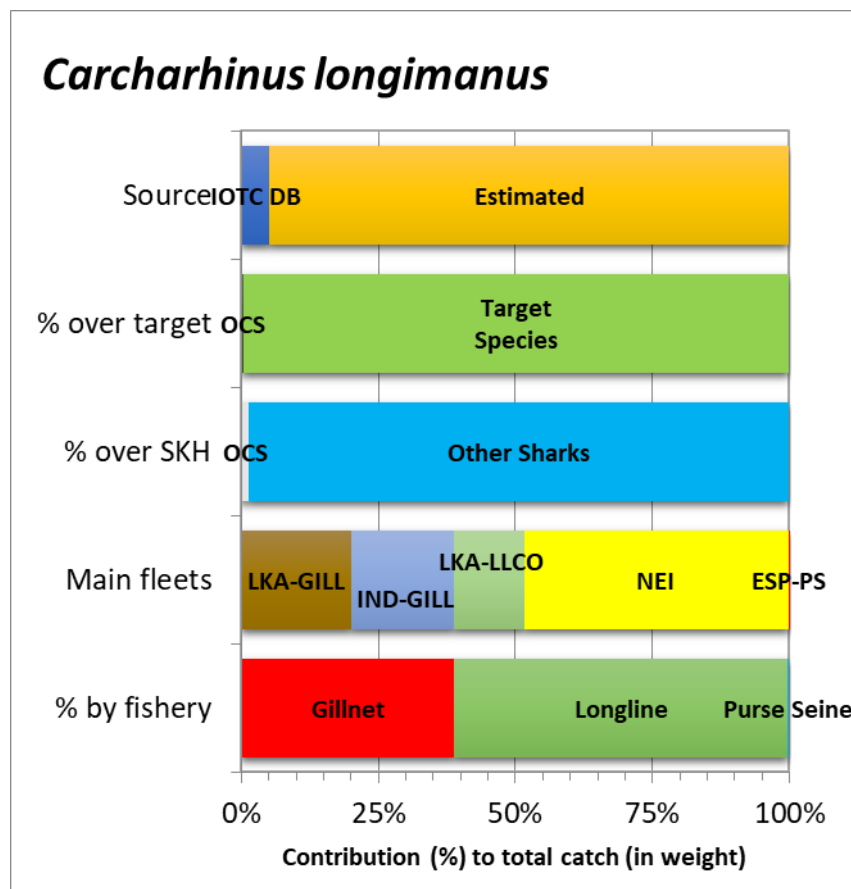 Carcharhinus longimanus
Source IOTC DB Estimated
% over target OCS Target
Species
% over SKH OCS Other Sharks
Main fleets LKA-GILL IND-GILL LKA-LLCO NEI ESP-PS
% by fishery Gillnet Longline Purse Seine
0% 25% 50% 75% 100%
Contribution (%) to total catch (in weight)